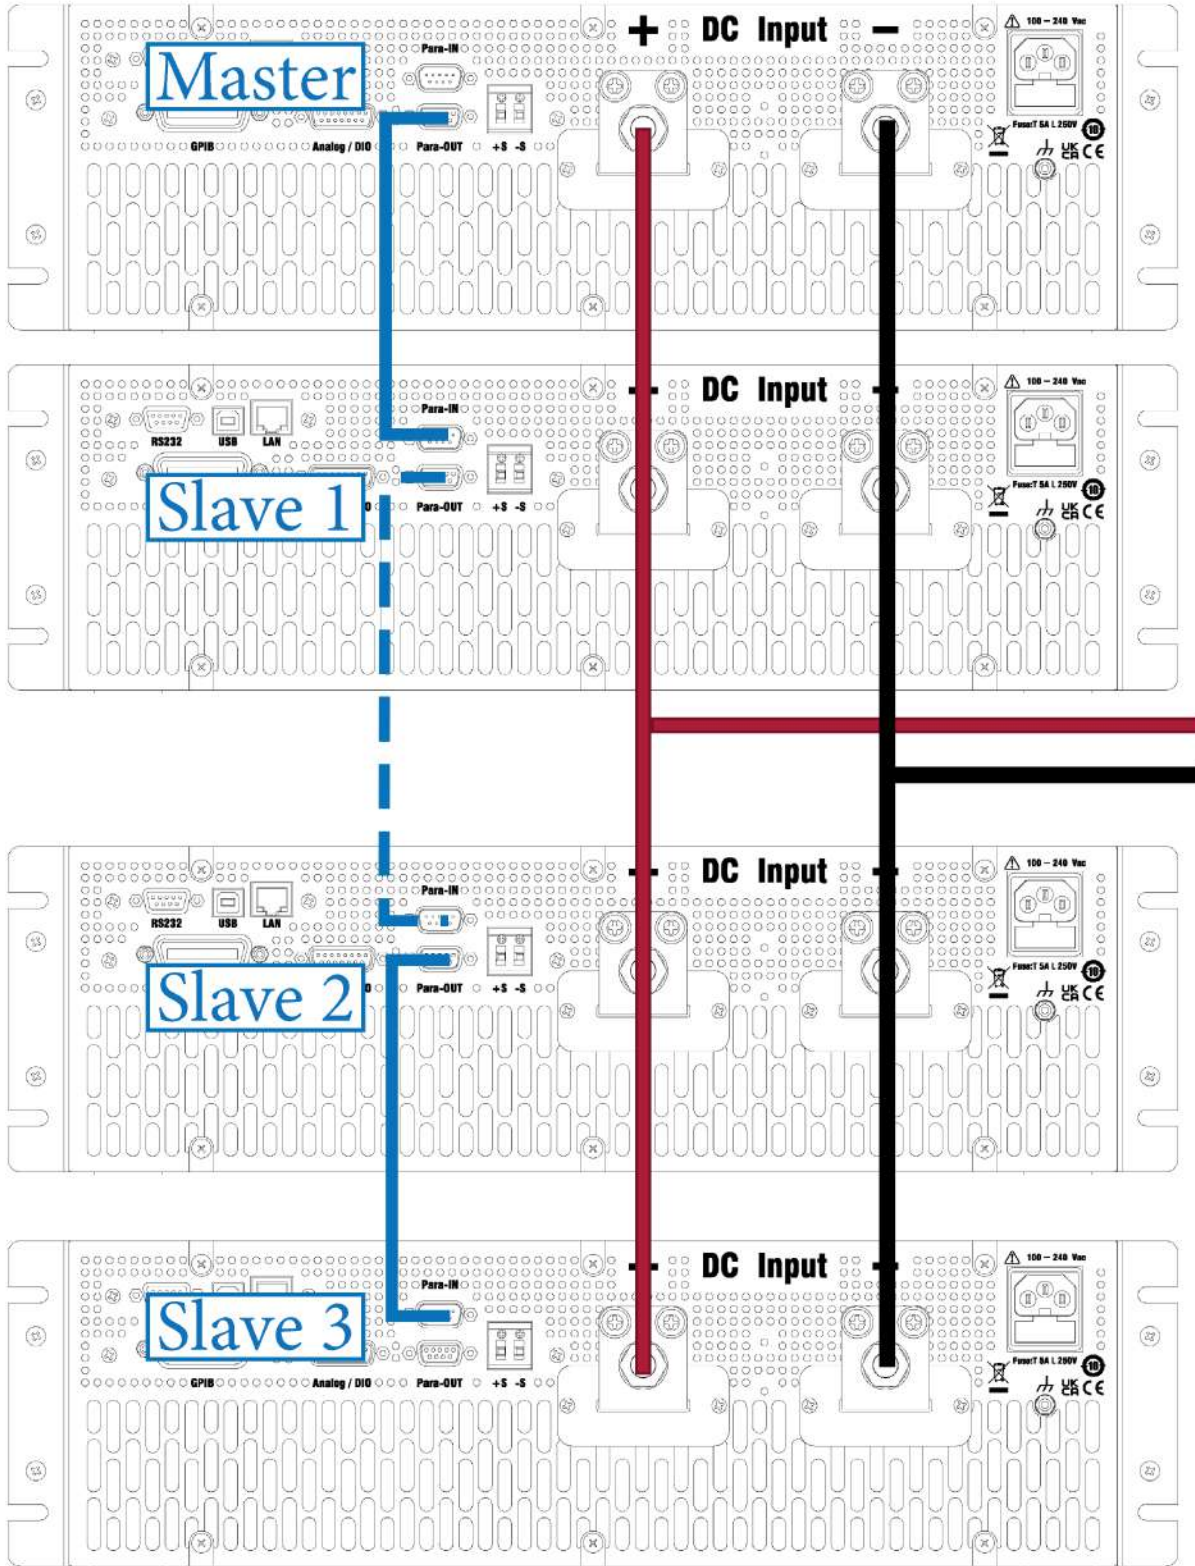 + DC Input −
100 – 240 Vac
Para-IN
Master
Fuse:T 5A L 250V
10
UK
CA CE
GPIB Analog / DIO Para-OUT +S -S
DC Input
100 – 240 Vac
Para-IN
RS232 USB LAN
Fuse:T 5A L 250V
10
Slave 1
UK
CA CE
O Para-OUT +S -S
DC Input
100 – 240 Vac
Para-IN
RS232 USB LAN
Fuse:T 5A L 250V
10
Slave 2
UK
CA CE
O Para-OUT +S -S
DC Input
100 – 240 Vac
Para-IN
Slave 3
Fuse:T 5A L 250V
10
UK
CA CE
GPIB Analog / DIO Para-OUT +S -S